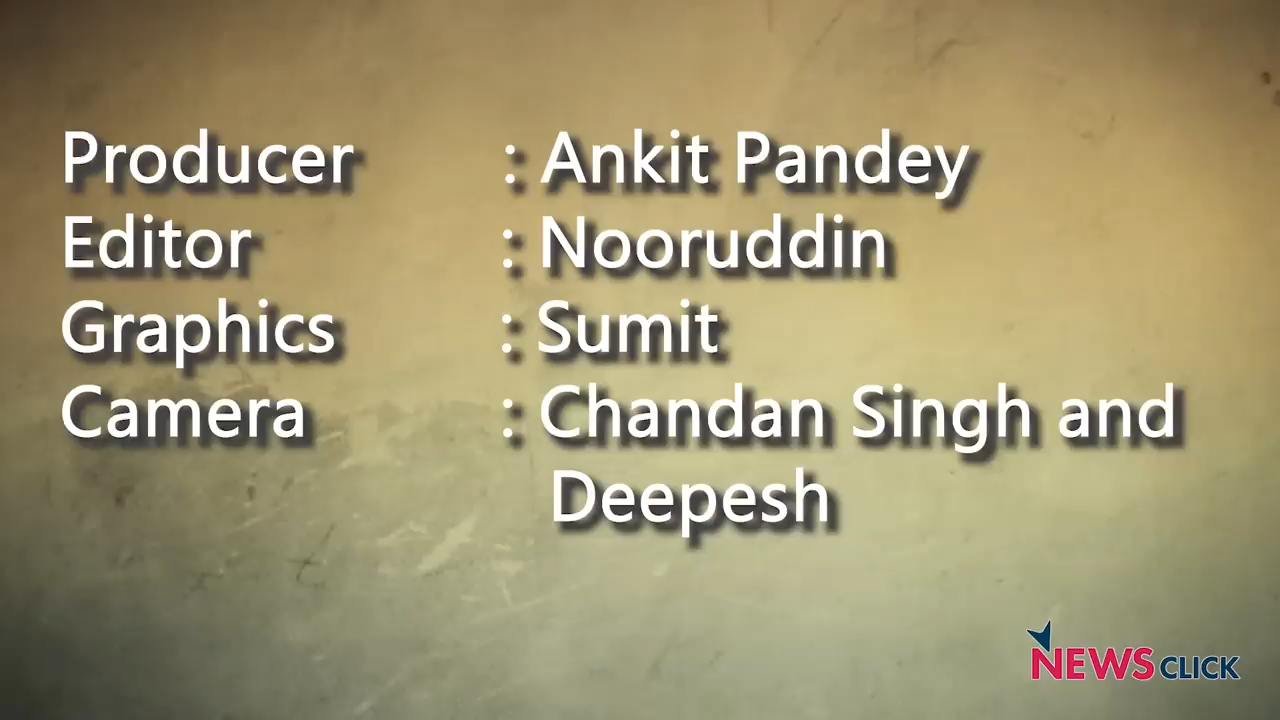 Producer : Ankit Pandey
Editor : Nooruddin
Graphics : Sumit
Camera : Chandan Singh and
Deepesh
NEWSCLICK